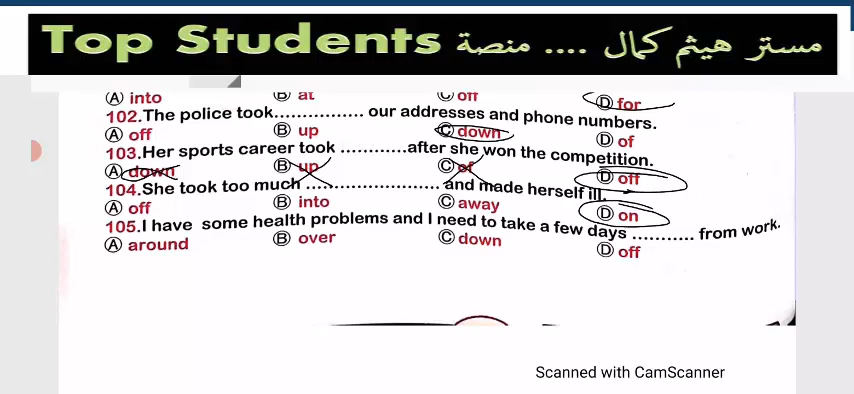 Top Students مستر هيثم كمال .... منصة
A into B at C off D for
102.The police took................ our addresses and phone numbers.
A off B up C down D of
103.Her sports career took ............after she won the competition.
A down B up C of D off
104.She took too much ........................ and made herself ill.
A off B into C away D on
105.I have some health problems and I need to take a few days ........... from work.
A around B over C down D off
Scanned with CamScanner